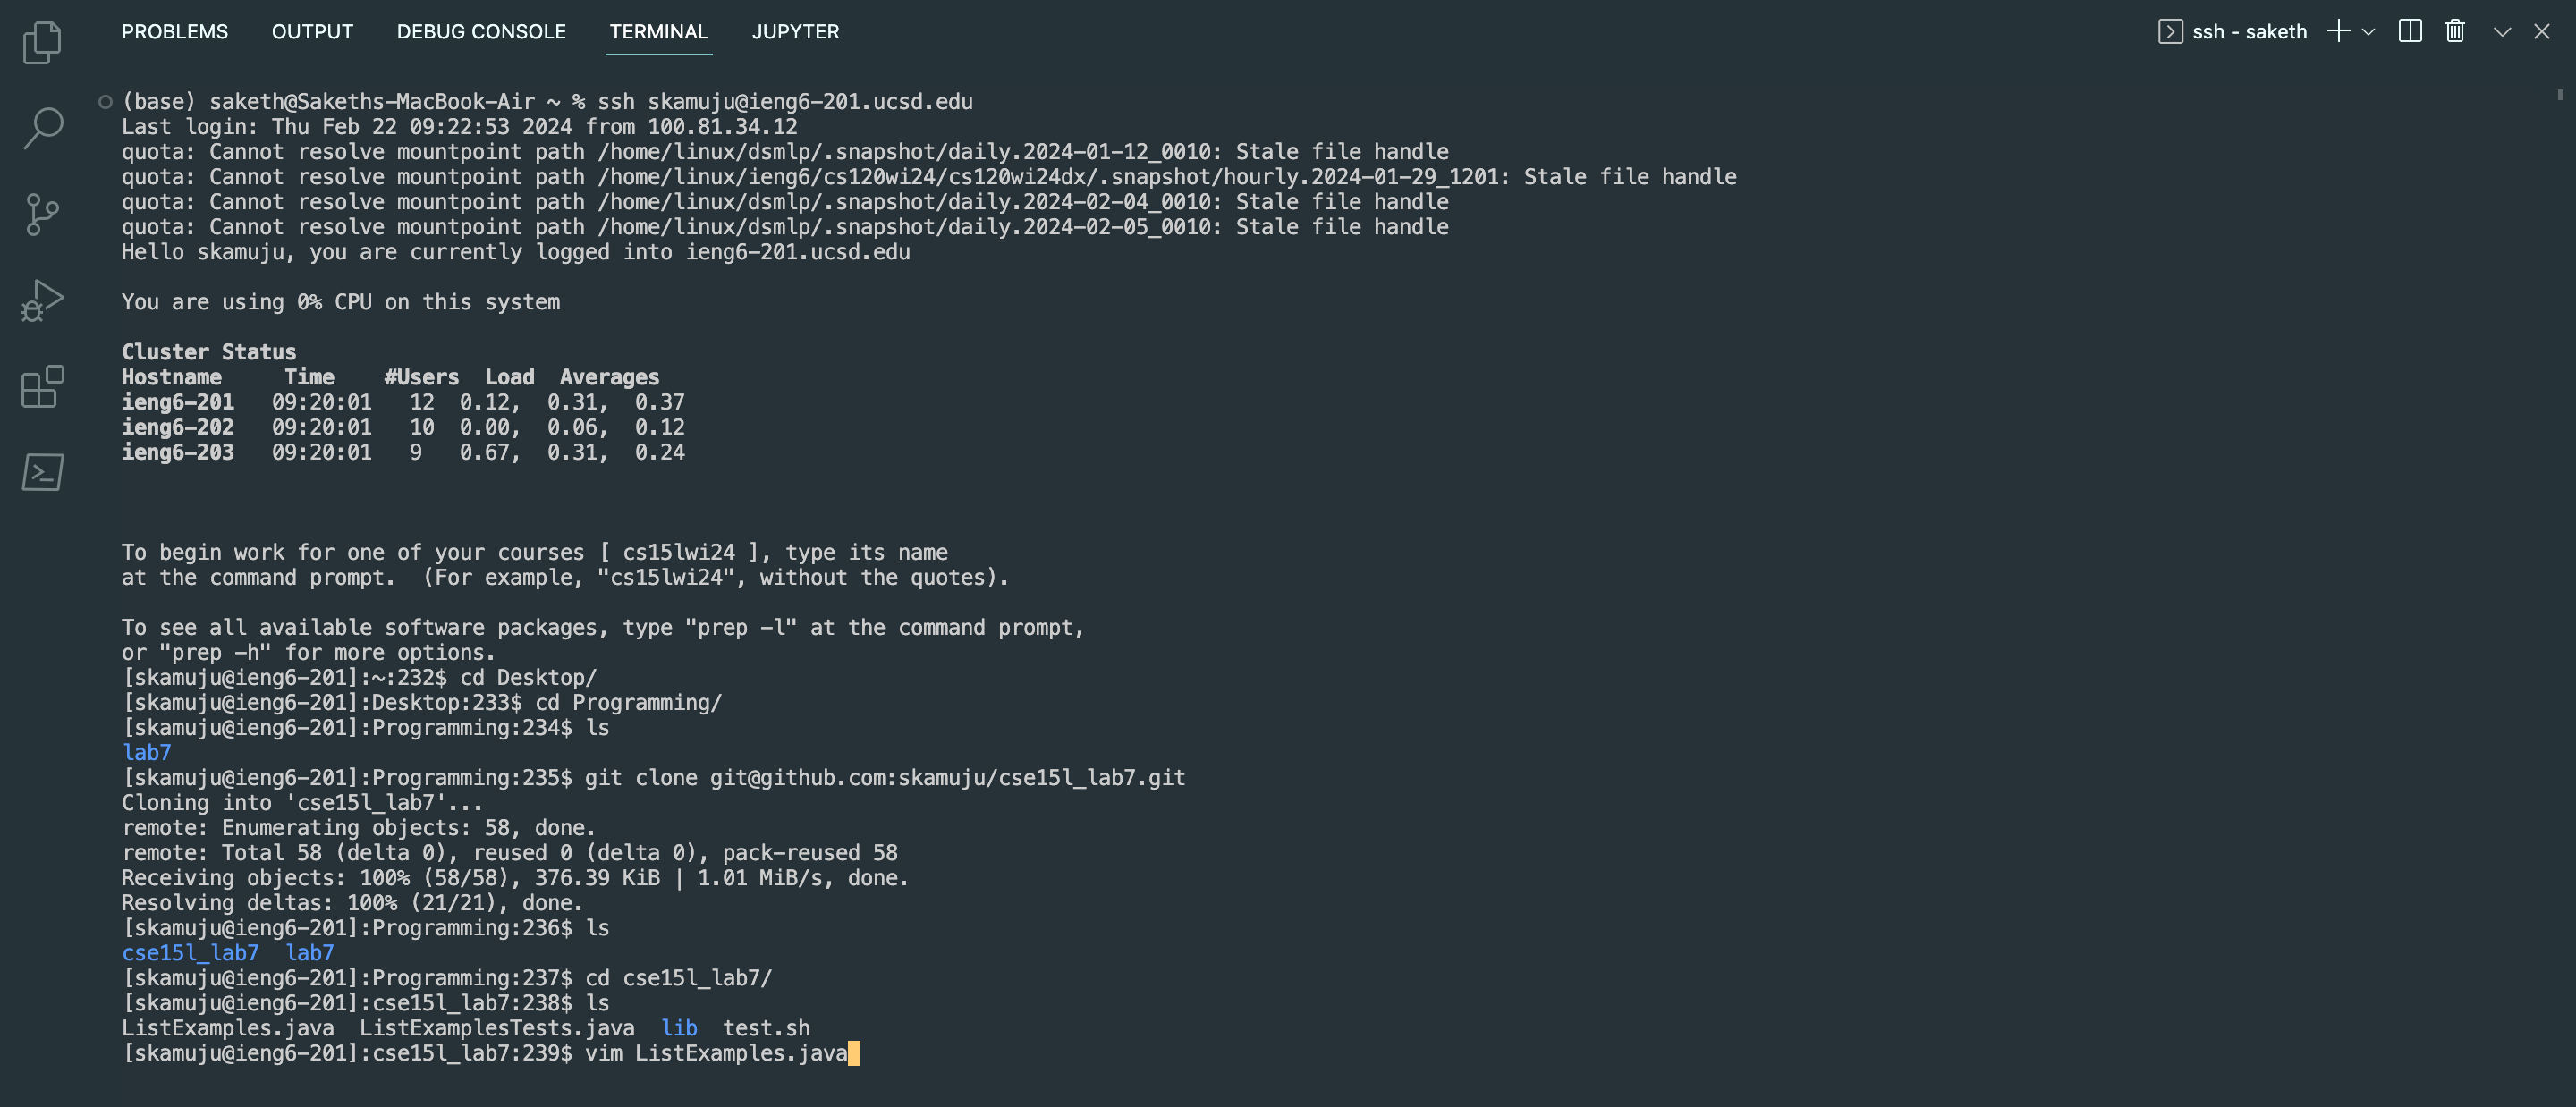 PROBLEMS OUTPUT DEBUG CONSOLE TERMINAL JUPYTER ssh - saketh
(base) saketh@Sakeths-MacBook-Air ~ % ssh skamuju@ieng6-201.ucsd.edu
Last login: Thu Feb 22 09:22:53 2024 from 100.81.34.12
quota: Cannot resolve mountpoint path /home/linux/dsmlp/.snapshot/daily.2024-01-12_0010: Stale file handle
quota: Cannot resolve mountpoint path /home/linux/ieng6/cs120wi24/cs120wi24dx/.snapshot/hourly.2024-01-29_1201: Stale file handle
quota: Cannot resolve mountpoint path /home/linux/dsmlp/.snapshot/daily.2024-02-04_0010: Stale file handle
quota: Cannot resolve mountpoint path /home/linux/dsmlp/.snapshot/daily.2024-02-05_0010: Stale file handle
Hello skamuju, you are currently logged into ieng6-201.ucsd.edu
You are using 0% CPU on this system
Cluster Status
Hostname     Time    #Users  Load  Averages
ieng6-201   09:20:01   12  0.12,  0.31,  0.37
ieng6-202   09:20:01   10  0.00,  0.06,  0.12
ieng6-203   09:20:01   9   0.67,  0.31,  0.24
To begin work for one of your courses [ cs15lwi24 ], type its name
at the command prompt.  (For example, "cs15lwi24", without the quotes).
To see all available software packages, type "prep -l" at the command prompt,
or "prep -h" for more options.
[skamuju@ieng6-201]:~:232$ cd Desktop/
[skamuju@ieng6-201]:Desktop:233$ cd Programming/
[skamuju@ieng6-201]:Programming:234$ ls
lab7
[skamuju@ieng6-201]:Programming:235$ git clone git@github.com:skamuju/cse15l_lab7.git
Cloning into 'cse15l_lab7'...
remote: Enumerating objects: 58, done.
remote: Total 58 (delta 0), reused 0 (delta 0), pack-reused 58
Receiving objects: 100% (58/58), 376.39 KiB | 1.01 MiB/s, done.
Resolving deltas: 100% (21/21), done.
[skamuju@ieng6-201]:Programming:236$ ls
cse15l_lab7  lab7
[skamuju@ieng6-201]:Programming:237$ cd cse15l_lab7/
[skamuju@ieng6-201]:cse15l_lab7:238$ ls
ListExamples.java  ListExamplesTests.java  lib  test.sh
[skamuju@ieng6-201]:cse15l_lab7:239$ vim ListExamples.java